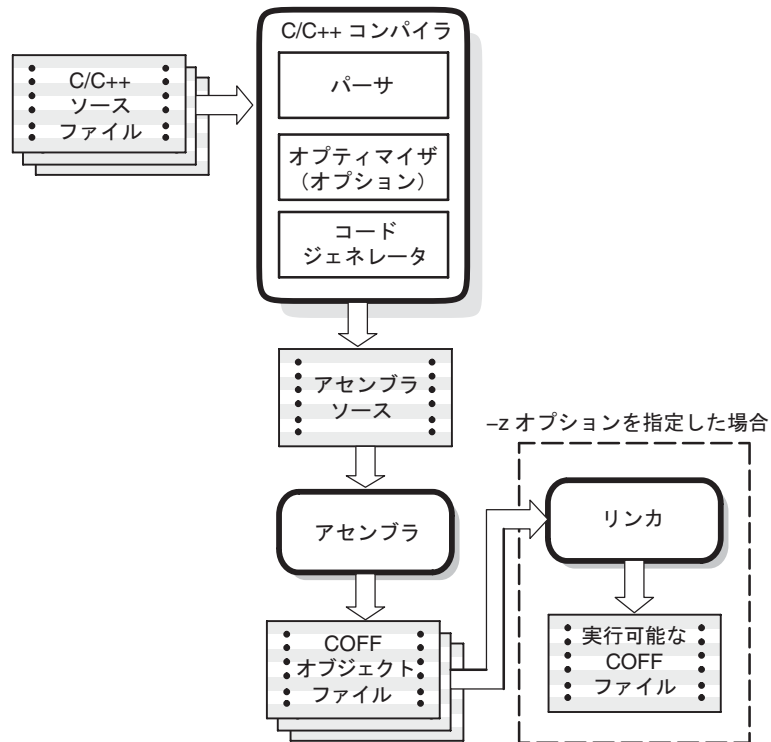 C/C++ コンパイラ
パーサ
オプティマイザ
（オプション）
コード
ジェネレータ
C/C++
ソース
ファイル
アセンブラ
ソース
アセンブラ
COFF
オブジェクト
ファイル
–z オプションを指定した場合
リンカ
実行可能な
COFF
ファイル